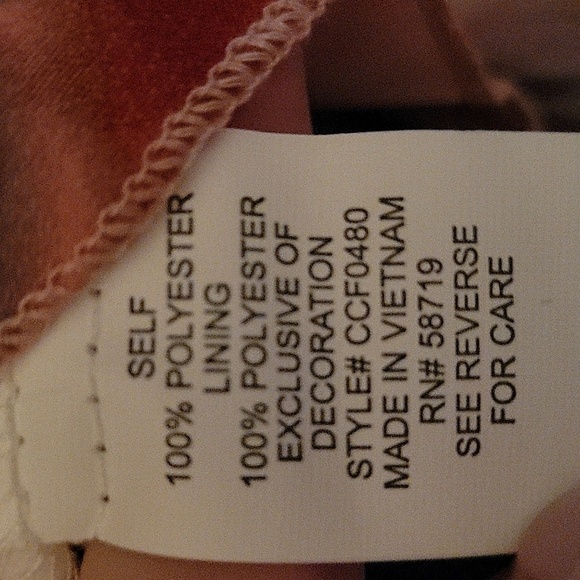 SELF
100% POLYESTER
LINING
100% POLYESTER
EXCLUSIVE OF
DECORATION
STYLE# CCF0480
MADE IN VIETNAM
RN# 58719
SEE REVERSE
FOR CARE